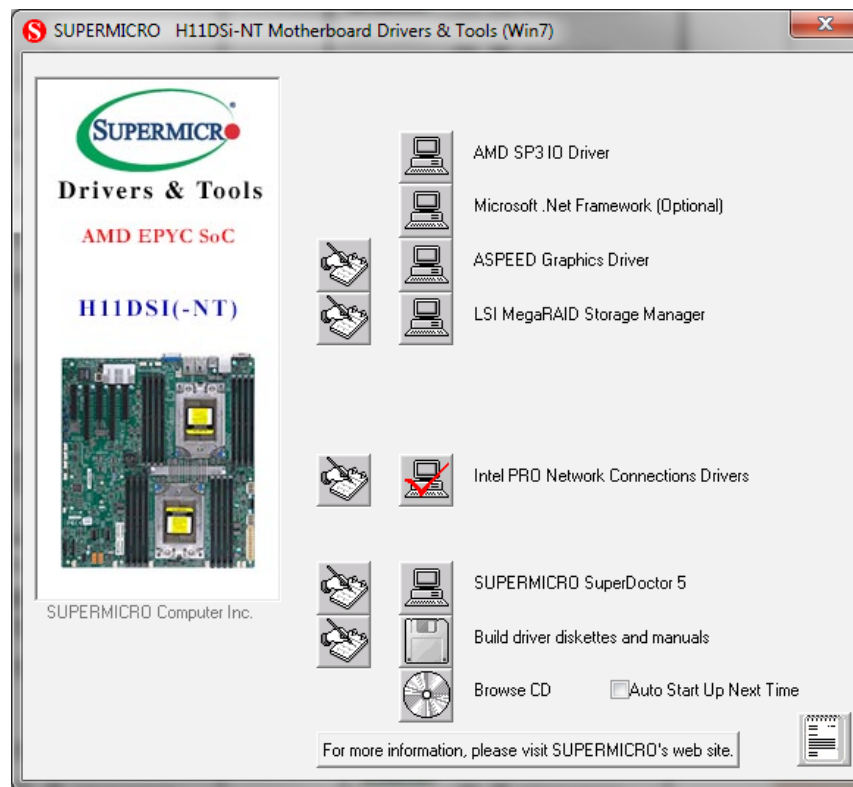 SUPERMICRO H11DSi-NT Motherboard Drivers & Tools (Win7)
SUPERMICRO
Drivers & Tools
AMD EPYC SoC
H11DSI(-NT)
SUPERMICRO Computer Inc.
AMD SP3 IO Driver
Microsoft .Net Framework (Optional)
ASPEED Graphics Driver
LSI MegaRAID Storage Manager
Intel PRO Network Connections Drivers
SUPERMICRO SuperDoctor 5
Build driver diskettes and manuals
Browse CD
Auto Start Up Next Time
For more information, please visit SUPERMICRO's web site.